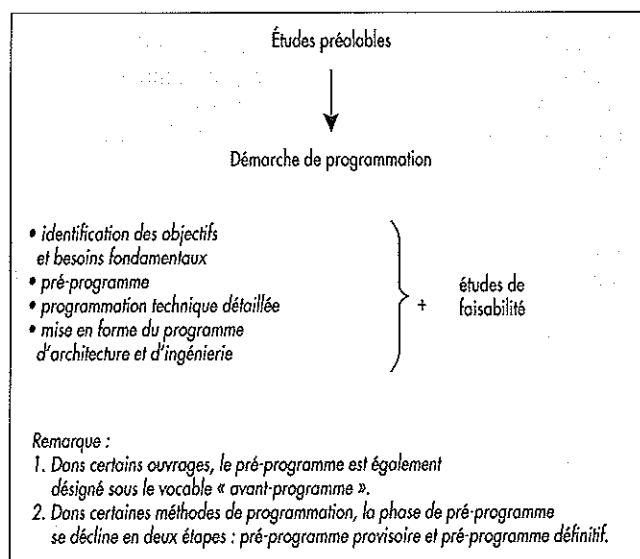 Études préalables
Démarche de programmation
• identification des objectifs
et besoins fondamentaux
• pré-programme
• programmation technique détaillée
• mise en forme du programme
d'architecture et d'ingénierie
+
études de
faisabilité
Remarque :
1. Dans certains ouvrages, le pré-programme est également
désigné sous le vocable « avant-programme ».
2. Dans certaines méthodes de programmation, la phase de pré-programme
se décline en deux étapes : pré-programme provisoire et pré-programme définitif.